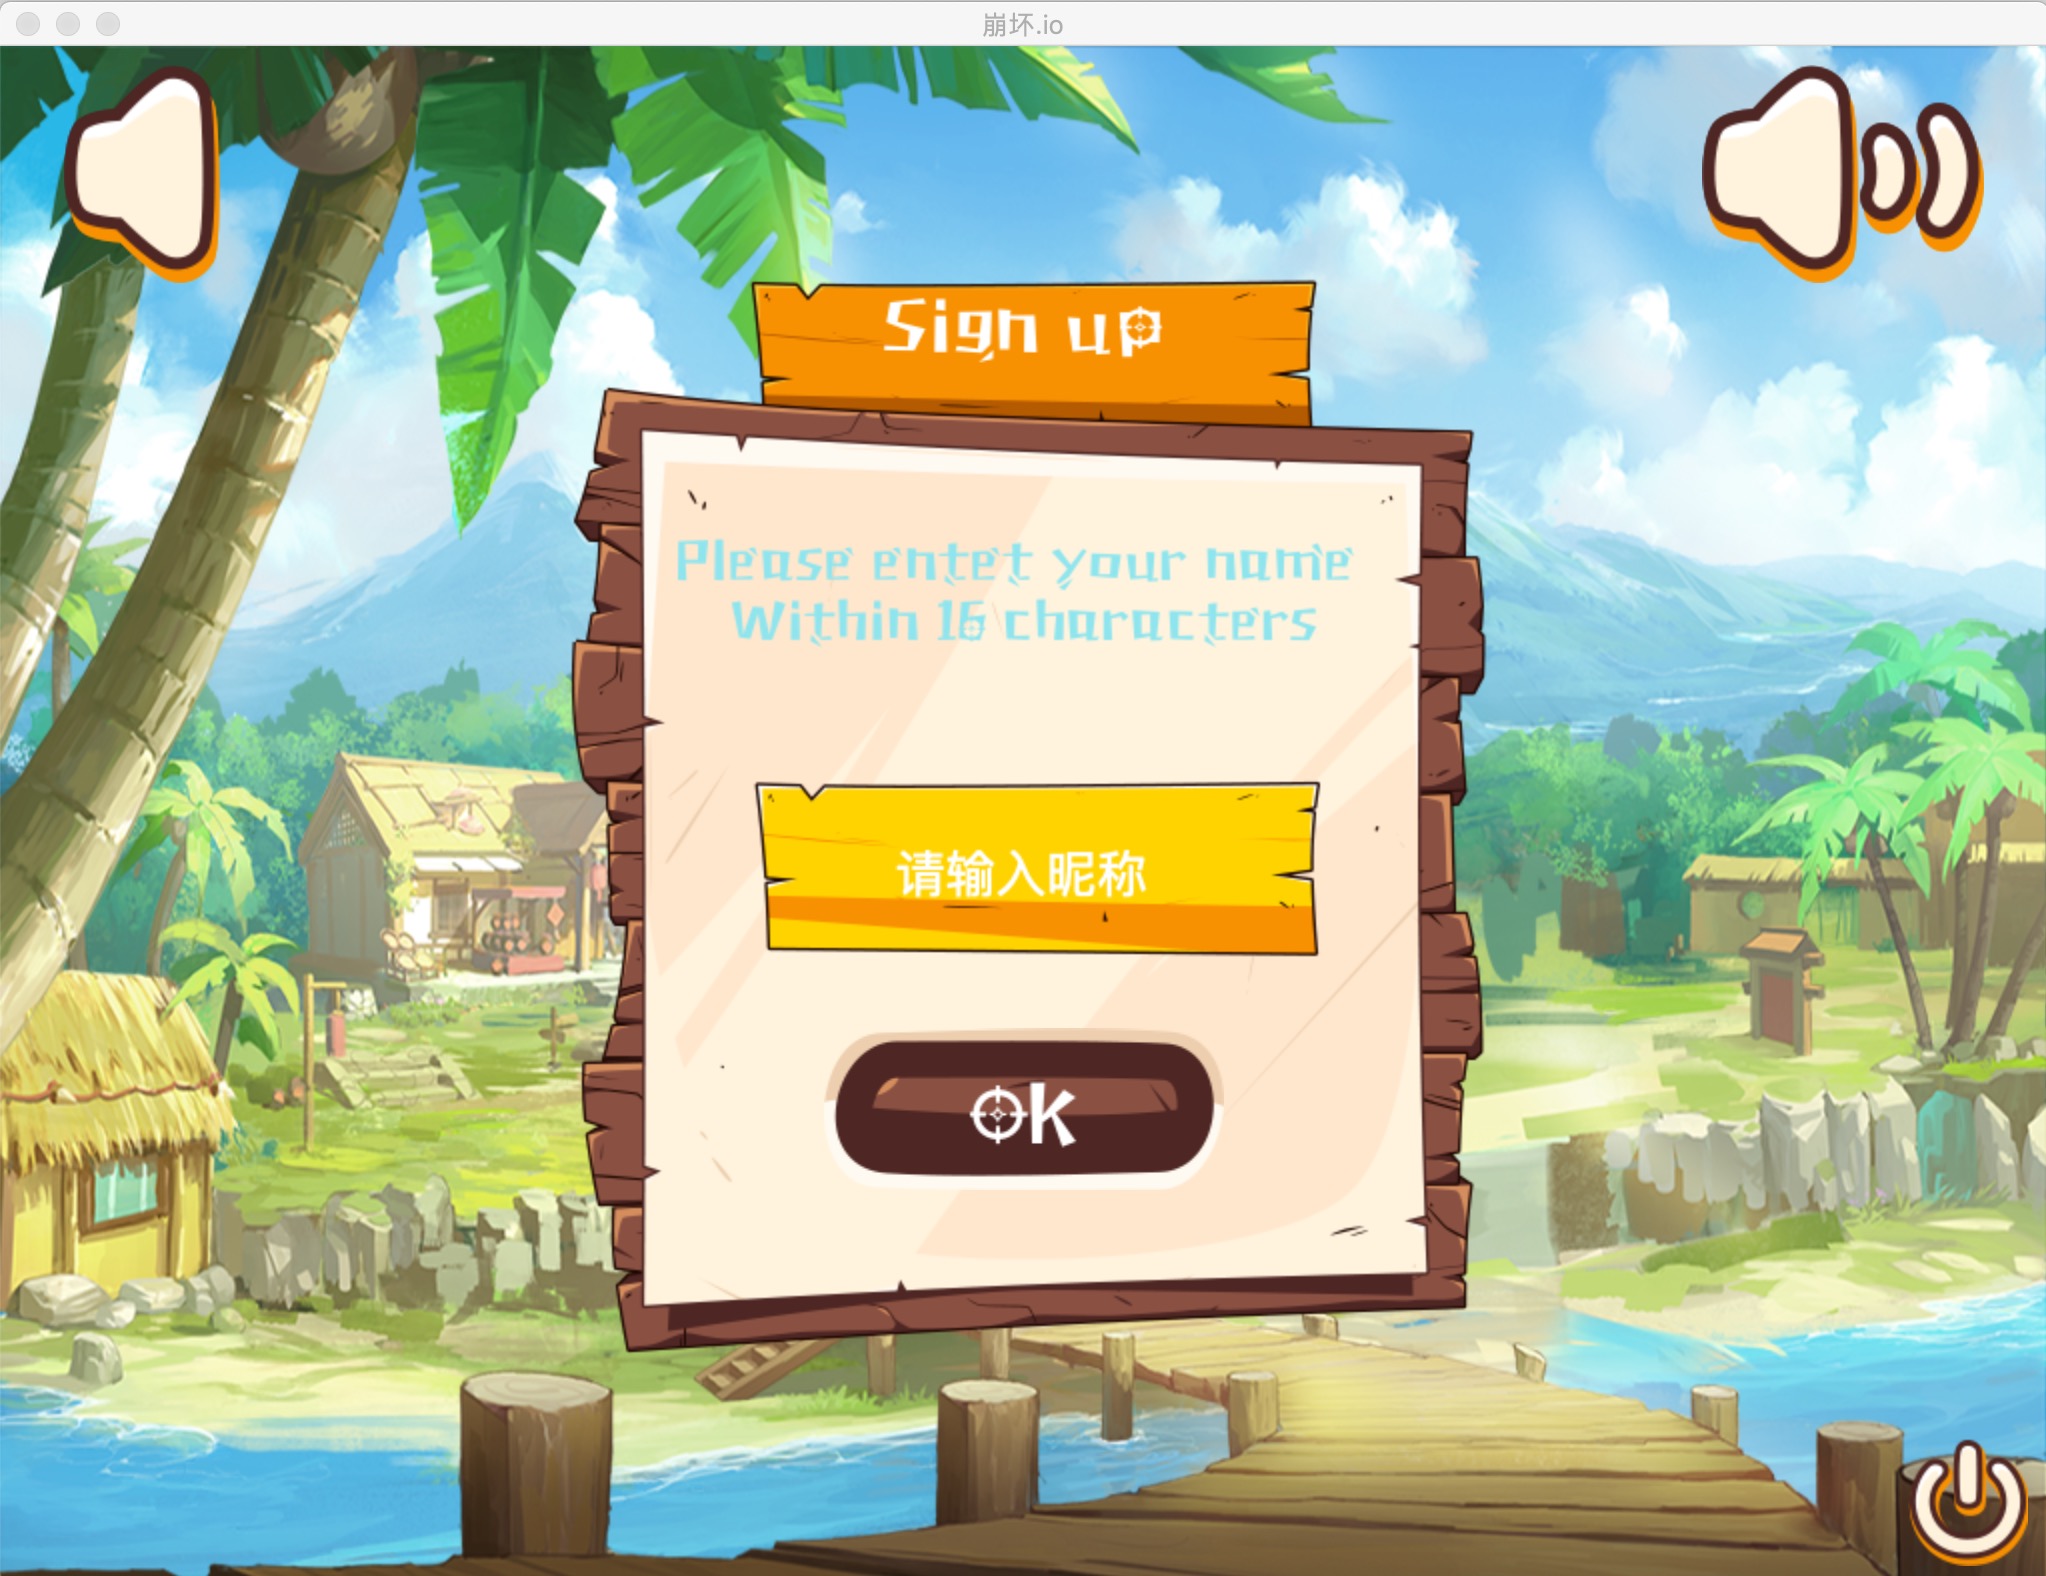 崩坏.io
Sign up
Please entet your name
Within 16 characters
请输入昵称
OK